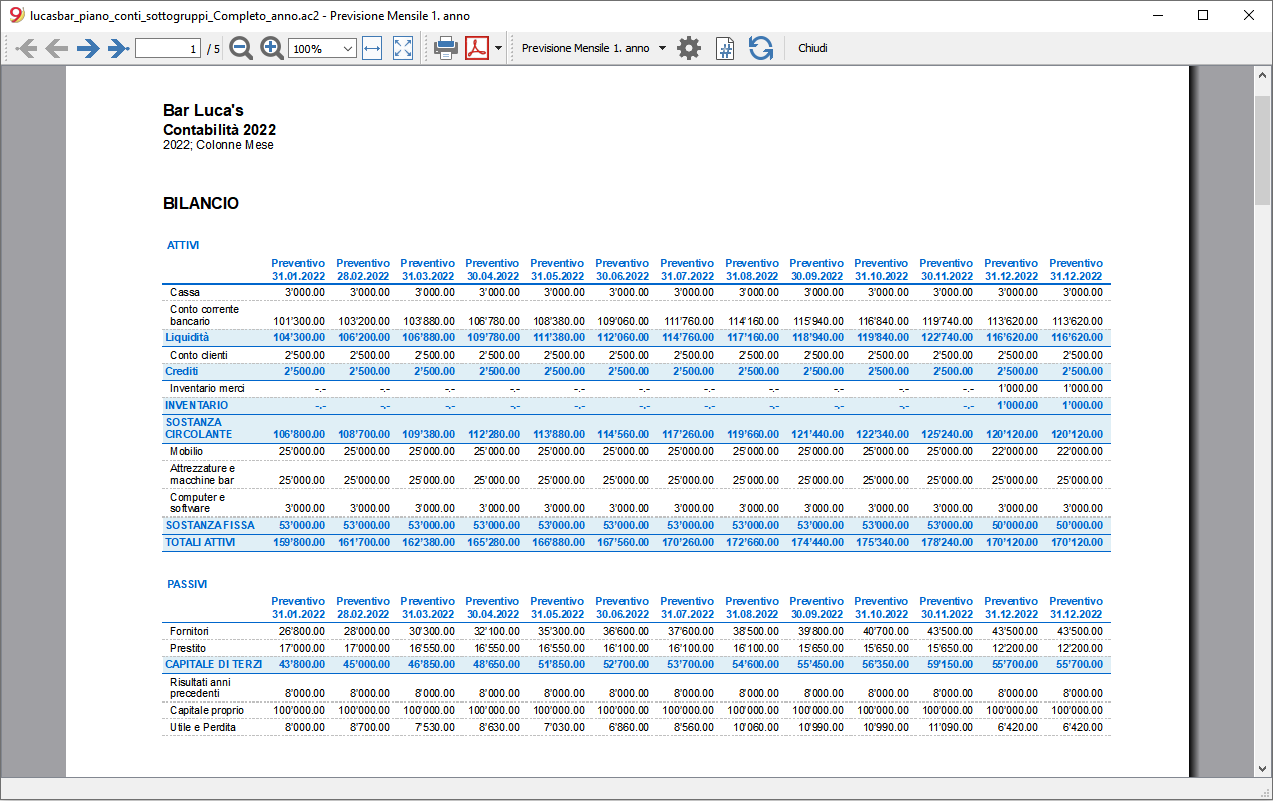 lucasbar_piano_conti_sottogruppi_Completo_anno.ac2 - Previsione Mensile 1. anno
1 / 5 100% Previsione Mensile 1. anno # Chiudi
Bar Luca's
Contabilità 2022
2022; Colonne Mese
BILANCIO
ATTIVI
Preventivo Preventivo Preventivo Preventivo Preventivo Preventivo Preventivo Preventivo Preventivo Preventivo Preventivo Preventivo Preventivo
31.01.2022 28.02.2022 31.03.2022 30.04.2022 31.05.2022 30.06.2022 31.07.2022 31.08.2022 30.09.2022 31.10.2022 30.11.2022 31.12.2022 31.12.2022
Cassa 3'000.00 3'000.00 3'000.00 3'000.00 3'000.00 3'000.00 3'000.00 3'000.00 3'000.00 3'000.00 3'000.00 3'000.00 3'000.00
Conto corrente
bancario 101'300.00 103'200.00 103'880.00 106'780.00 108'380.00 109'060.00 111'760.00 114'160.00 115'940.00 116'840.00 119'740.00 113'620.00 113'620.00
Liquidità 104'300.00 106'200.00 106'880.00 109'780.00 111'380.00 112'060.00 114'760.00 117'160.00 118'940.00 119'840.00 122'740.00 116'620.00 116'620.00
Conto clienti 2'500.00 2'500.00 2'500.00 2'500.00 2'500.00 2'500.00 2'500.00 2'500.00 2'500.00 2'500.00 2'500.00 2'500.00 2'500.00
Crediti 2'500.00 2'500.00 2'500.00 2'500.00 2'500.00 2'500.00 2'500.00 2'500.00 2'500.00 2'500.00 2'500.00 2'500.00 2'500.00
Inventario merci -.- -.- -.- -.- -.- -.- -.- -.- -.- -.- -.- 1'000.00 1'000.00
INVENTARIO -.- -.- -.- -.- -.- -.- -.- -.- -.- -.- -.- 1'000.00 1'000.00
SOSTANZA
CIRCOLANTE 106'800.00 108'700.00 109'380.00 112'280.00 113'880.00 114'560.00 117'260.00 119'660.00 121'440.00 122'340.00 125'240.00 120'120.00 120'120.00
Mobilio 25'000.00 25'000.00 25'000.00 25'000.00 25'000.00 25'000.00 25'000.00 25'000.00 25'000.00 25'000.00 25'000.00 22'000.00 22'000.00
Attrezzature e
macchine bar 25'000.00 25'000.00 25'000.00 25'000.00 25'000.00 25'000.00 25'000.00 25'000.00 25'000.00 25'000.00 25'000.00 25'000.00 25'000.00
Computer e
software 3'000.00 3'000.00 3'000.00 3'000.00 3'000.00 3'000.00 3'000.00 3'000.00 3'000.00 3'000.00 3'000.00 3'000.00 3'000.00
SOSTANZA FISSA 53'000.00 53'000.00 53'000.00 53'000.00 53'000.00 53'000.00 53'000.00 53'000.00 53'000.00 53'000.00 53'000.00 50'000.00 50'000.00
TOTALI ATTIVI 159'800.00 161'700.00 162'380.00 165'280.00 166'880.00 167'560.00 170'260.00 172'660.00 174'440.00 175'340.00 178'240.00 170'120.00 170'120.00
PASSIVI
Preventivo Preventivo Preventivo Preventivo Preventivo Preventivo Preventivo Preventivo Preventivo Preventivo Preventivo Preventivo Preventivo
31.01.2022 28.02.2022 31.03.2022 30.04.2022 31.05.2022 30.06.2022 31.07.2022 31.08.2022 30.09.2022 31.10.2022 30.11.2022 31.12.2022 31.12.2022
Fornitori 26'800.00 28'000.00 30'300.00 32'100.00 35'300.00 36'600.00 37'600.00 38'500.00 39'800.00 40'700.00 43'500.00 43'500.00 43'500.00
Prestito 17'000.00 17'000.00 16'550.00 16'550.00 16'550.00 16'100.00 16'100.00 16'100.00 15'650.00 15'650.00 15'650.00 12'200.00 12'200.00
CAPITALE DI TERZI 43'800.00 45'000.00 46'850.00 48'650.00 51'850.00 52'700.00 53'700.00 54'600.00 55'450.00 56'350.00 59'150.00 55'700.00 55'700.00
Risultati anni
precedenti 8'000.00 8'000.00 8'000.00 8'000.00 8'000.00 8'000.00 8'000.00 8'000.00 8'000.00 8'000.00 8'000.00 8'000.00 8'000.00
Capitale proprio 100'000.00 100'000.00 100'000.00 100'000.00 100'000.00 100'000.00 100'000.00 100'000.00 100'000.00 100'000.00 100'000.00 100'000.00 100'000.00
Utile e Perdita 8'000.00 8'700.00 7'530.00 8'630.00 7'030.00 6'860.00 8'560.00 10'060.00 10'990.00 10'990.00 11'090.00 6'420.00 6'420.00